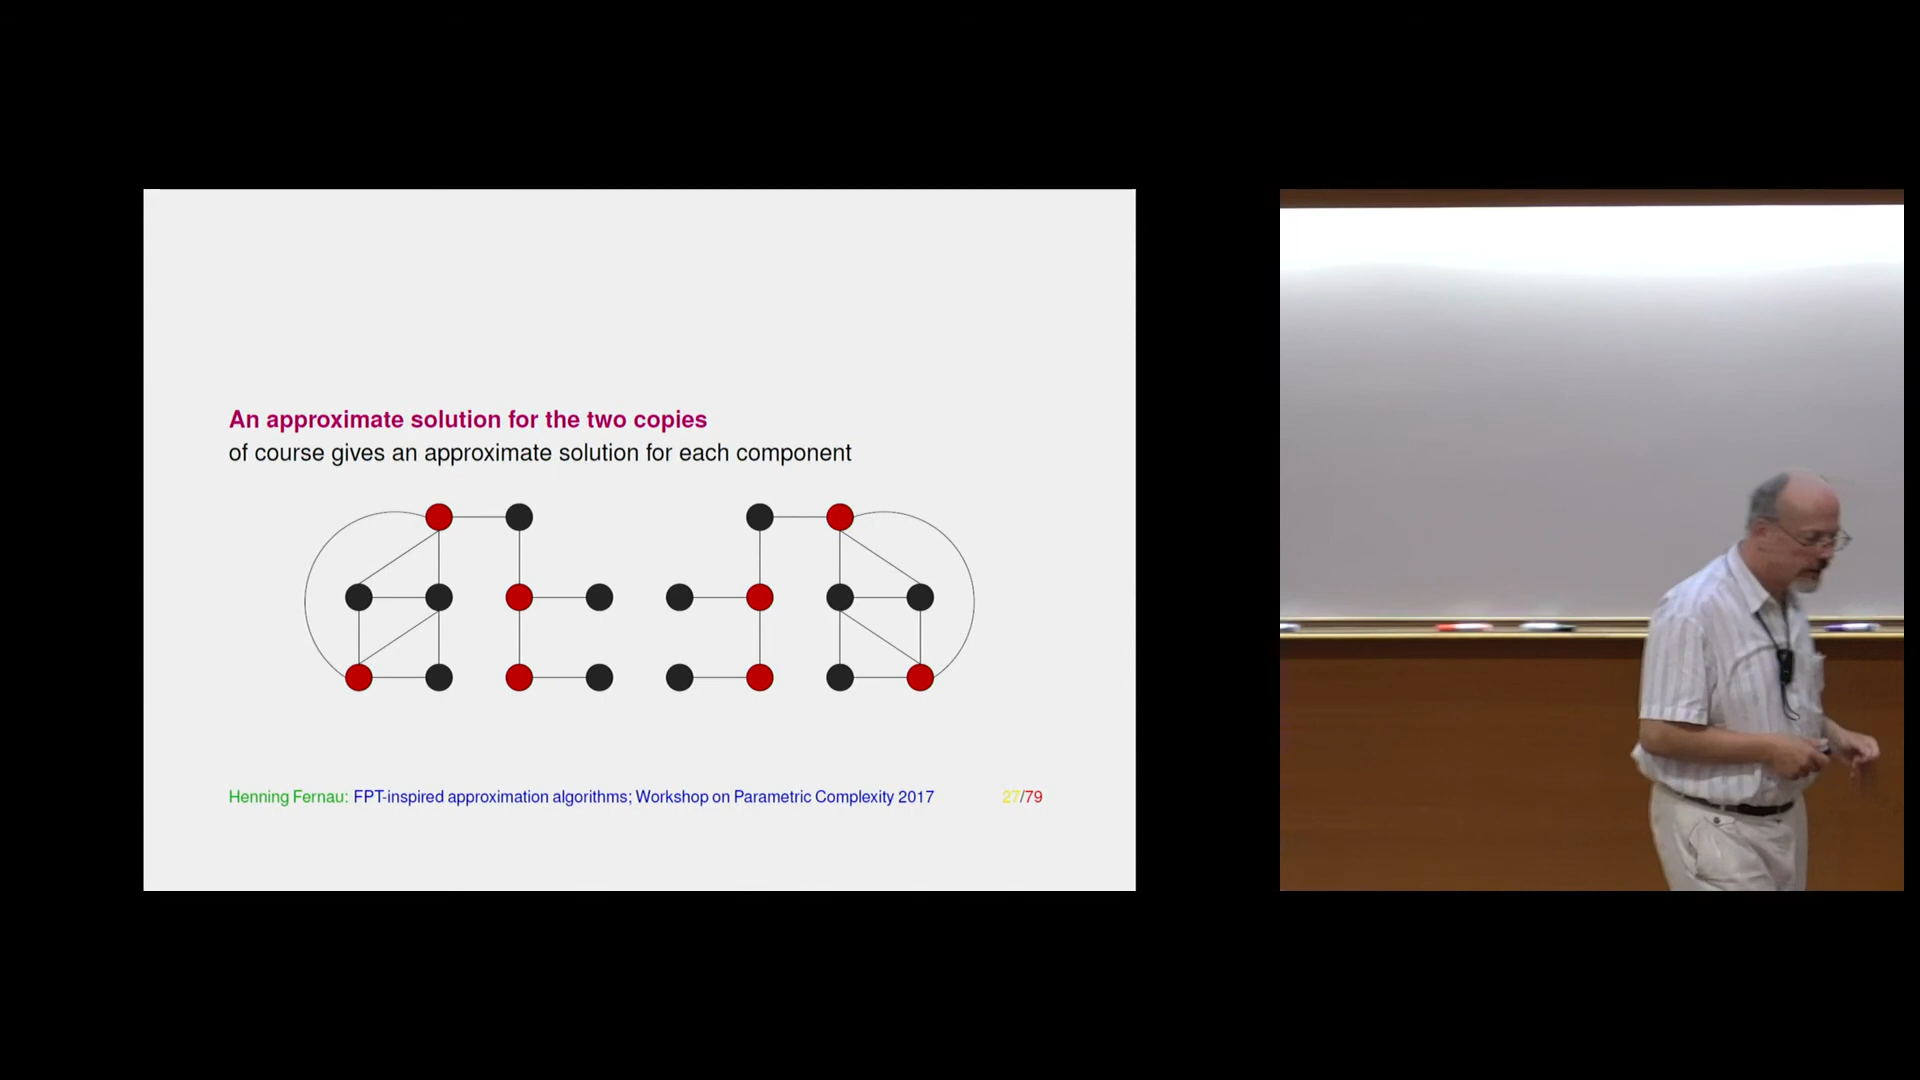 An approximate solution for the two copies
of course gives an approximate solution for each component
Henning Fernau: FPT-inspired approximation algorithms; Workshop on Parametric Complexity 2017 27/79